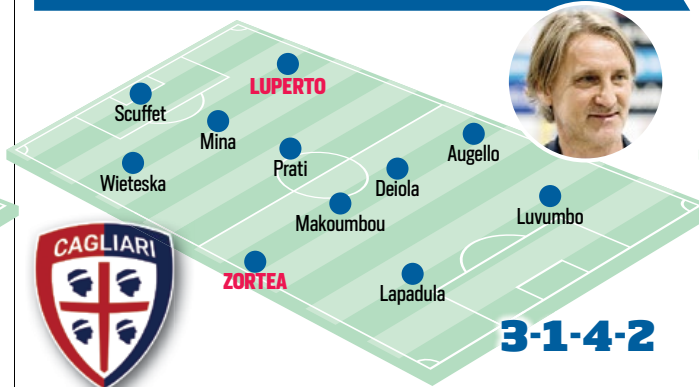 LUPERTO
Scuffet
Mina
Augello
Prati
Wieteska
Deiola
Luvumbo
Makoumbou
CAGLIARI
ZORTEA
Lapadula
3-1-4-2